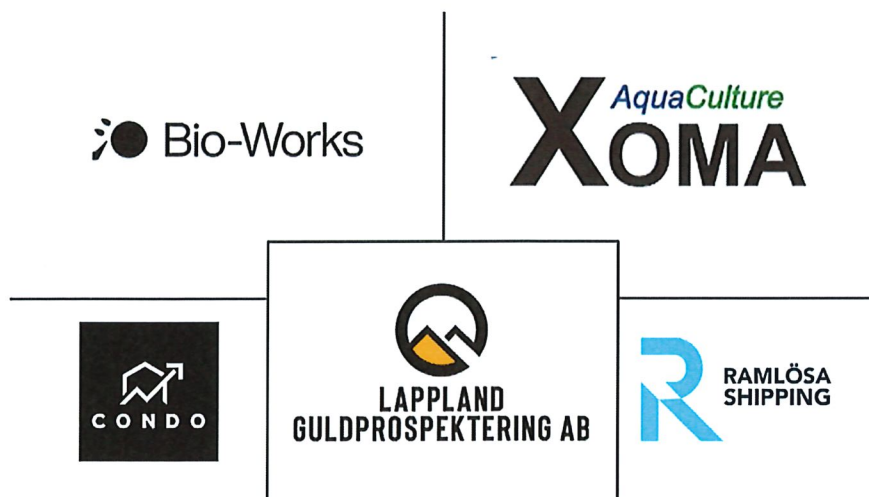 Bio-Works
AquaCulture
XOMA
CONDO
LAPPLAND
GULDPROSPEKTERING AB
RAMLÖSA
SHIPPING